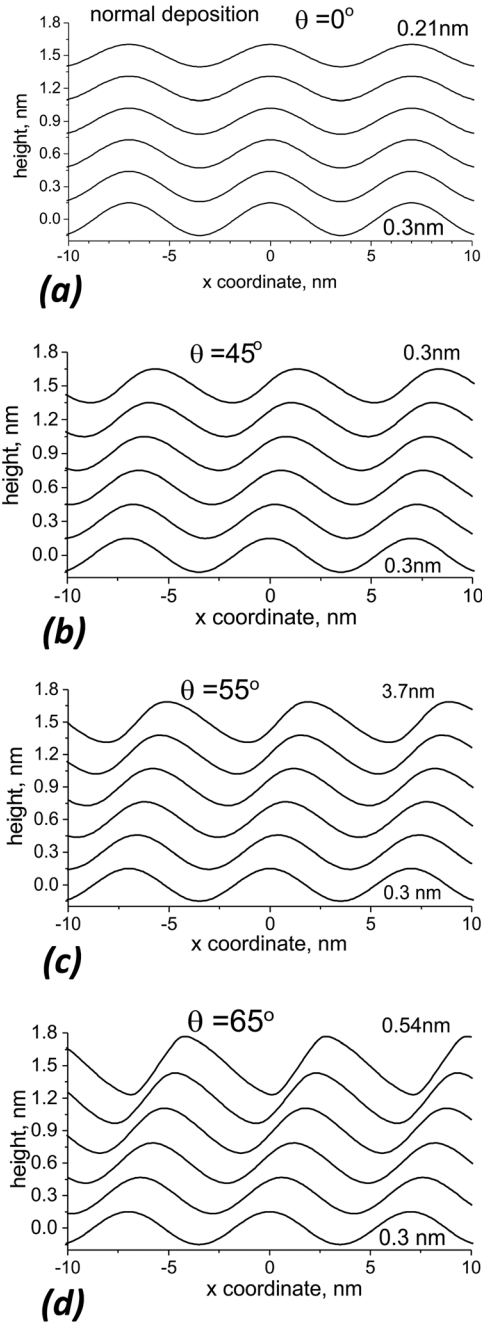 normal deposition θ =0°
0.21nm
1.8
1.5
1.2
0.9
0.6
0.3
0.0
height, nm
0.3nm
-10 -5 0 5 10
x coordinate, nm
(a)
θ =45°
0.3nm
1.8
1.5
1.2
0.9
0.6
0.3
0.0
height, nm
0.3nm
-10 -5 0 5 10
x coordinate, nm
(b)
θ =55°
3.7nm
1.8
1.5
1.2
0.9
0.6
0.3
0.0
height, nm
0.3 nm
-10 -5 0 5 10
x coordinate, nm
(c)
θ =65°
0.54nm
1.8
1.5
1.2
0.9
0.6
0.3
0.0
height, nm
0.3 nm
-10 -5 0 5 10
x coordinate, nm
(d)